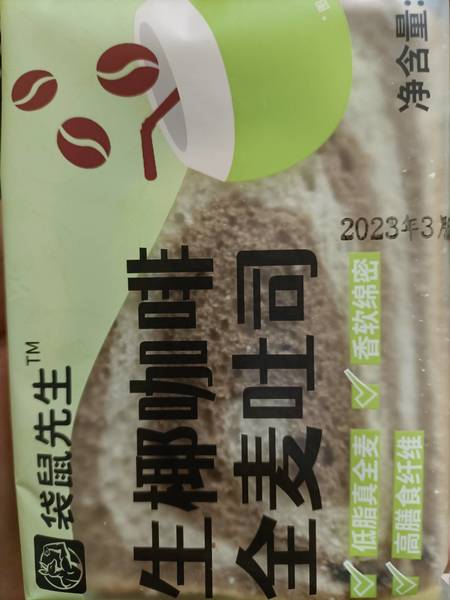 袋鼠先生TM
生椰咖啡
全麦吐司
低脂真全麦
香软绵密
高膳食纤维
2023年3
净含量: